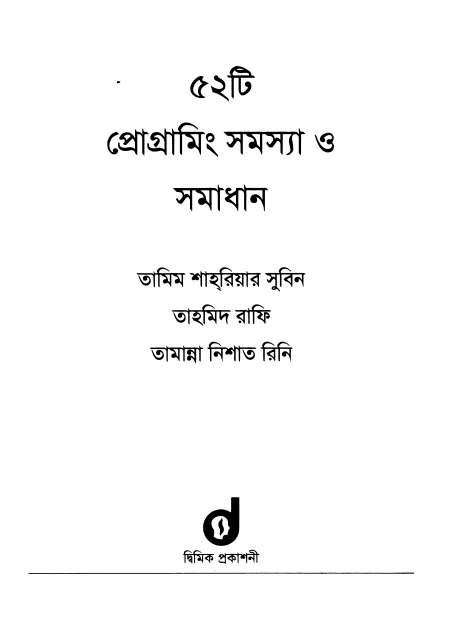 ৫২টি
প্রোগ্রামিং সমস্যা ও
সমাধান
তামিম শাহ্‌রিয়ার সুবিন
তাহমিদ রাফি
তামান্না নিশাত রিনি
দ্বিমিক প্রকাশনী